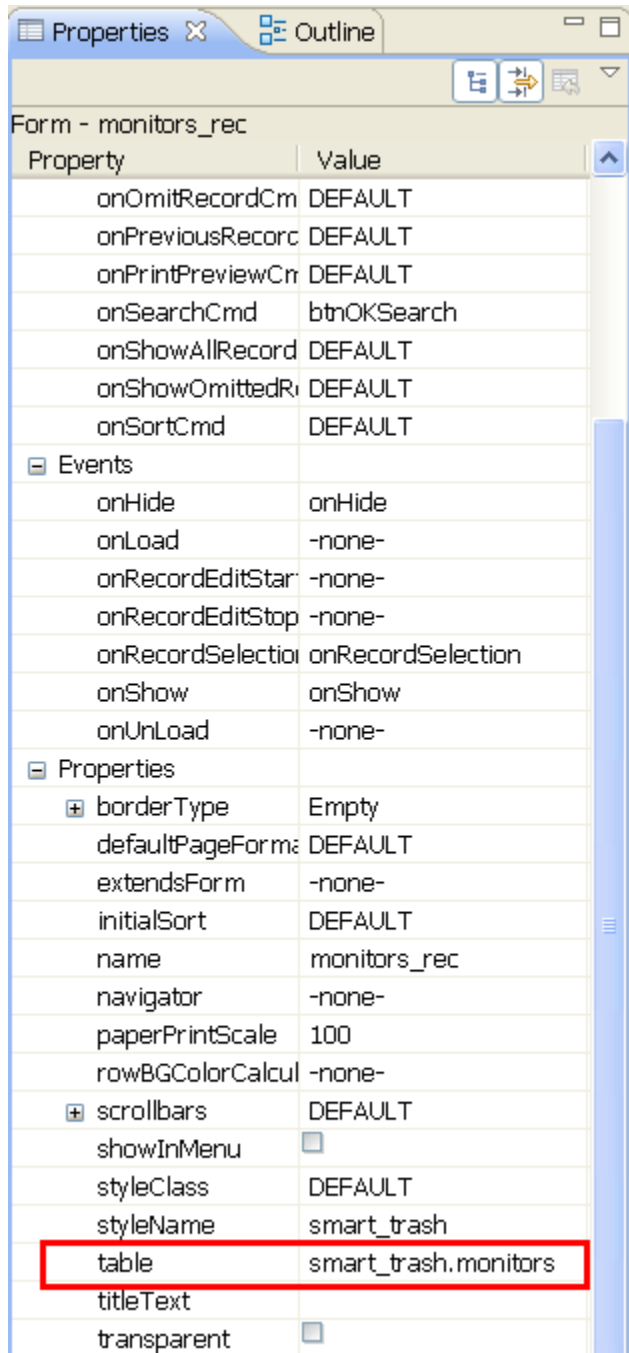 Properties Outline
Form - monitors_rec
Property Value
onOmitRecordCm DEFAULT
onPreviousRecorc DEFAULT
onPrintPreviewCm DEFAULT
onSearchCmd btnOKSearch
onShowAllRecord DEFAULT
onShowOmittedRe DEFAULT
onSortCmd DEFAULT
Events
onHide onHide
onLoad -none-
onRecordEditStar -none-
onRecordEditStop -none-
onRecordSelection onRecordSelection
onShow onShow
onUnLoad -none-
Properties
borderType Empty
defaultPageForma DEFAULT
extendsForm -none-
initialSort DEFAULT
name monitors_rec
navigator -none-
paperPrintScale 100
rowBGColorCalcul -none-
scrollbars DEFAULT
showInMenu
styleClass DEFAULT
styleName smart_trash
table smart_trash.monitors
titleText
transparent